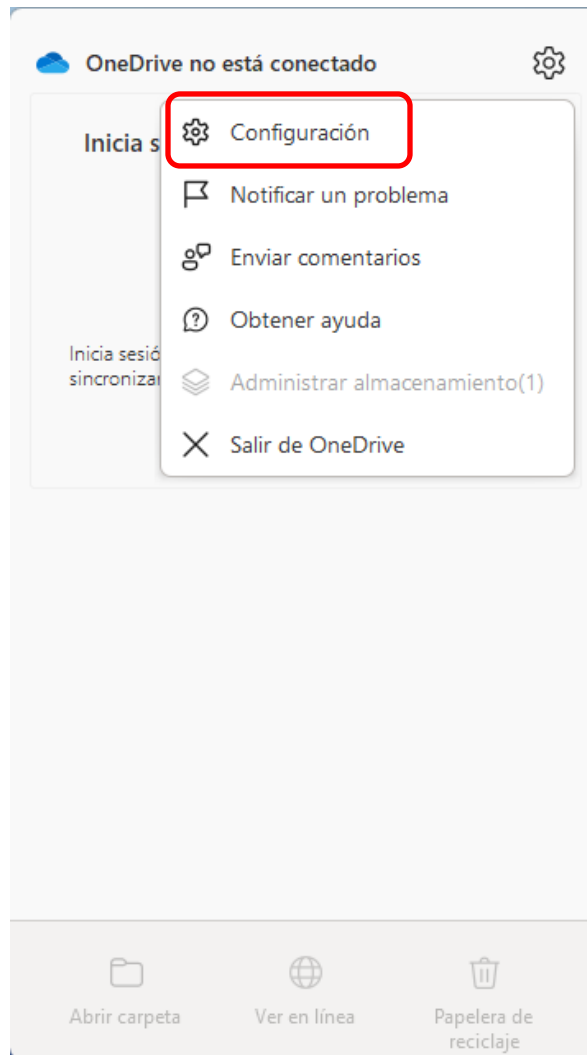 OneDrive no está conectado
Inicia s
Configuración
Notificar un problema
Enviar comentarios
Obtener ayuda
Inicia sesió
sincronizar
Administrar almacenamiento(1)
Salir de OneDrive
Abrir carpeta
Ver en línea
Papelera de
reciclaje